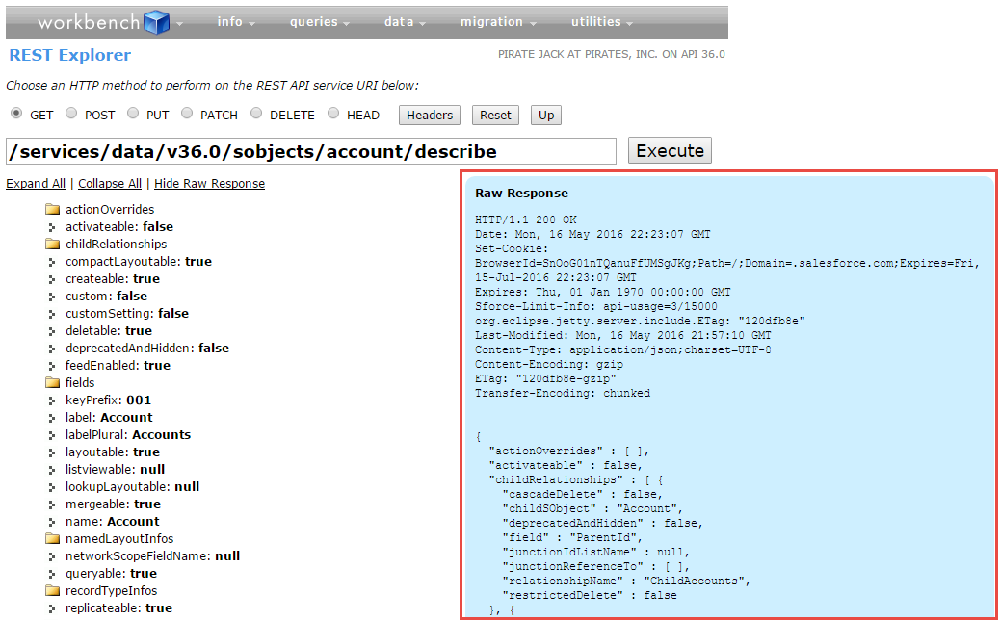 workbench info queries data migration utilities
REST Explorer
PIRATE JACK AT PIRATES, INC. ON API 36.0
Choose an HTTP method to perform on the REST API service URI below:
GET POST PUT PATCH DELETE HEAD Headers Reset Up
/services/data/v36.0/sobjects/account/describe Execute
Expand All | Collapse All | Hide Raw Response
actionOverrides
activateable: false
childRelationships
compactLayoutable: true
createable: true
custom: false
customSetting: false
deletable: true
deprecatedAndHidden: false
feedEnabled: true
fields
keyPrefix: 001
label: Account
labelPlural: Accounts
layoutable: true
listviewable: null
lookupLayoutable: null
mergeable: true
name: Account
namedLayoutInfos
networkScopeFieldName: null
queryable: true
recordTypeInfos
replicateable: true
Raw Response
HTTP/1.1 200 OK
Date: Mon, 16 May 2016 22:23:07 GMT
Set-Cookie:
BrowserId=SnOoG01nTQanuFfUMSgJKg;Path=/;Domain=.salesforce.com;Expires=Fri,
15-Jul-2016 22:23:07 GMT
Expires: Thu, 01 Jan 1970 00:00:00 GMT
Sforce-Limit-Info: api-usage=3/15000
org.eclipse.jetty.server.include.ETag: "120dfb8e"
Last-Modified: Mon, 16 May 2016 21:57:10 GMT
Content-Type: application/json;charset=UTF-8
Content-Encoding: gzip
ETag: "120dfb8e-gzip"
Transfer-Encoding: chunked
{
"actionOverrides" : [ ],
"activateable" : false,
"childRelationships" : [ {
"cascadeDelete" : false,
"childSObject" : "Account",
"deprecatedAndHidden" : false,
"field" : "ParentId",
"junctionIdListName" : null,
"junctionReferenceTo" : [ ],
"relationshipName" : "ChildAccounts",
"restrictedDelete" : false
}, {